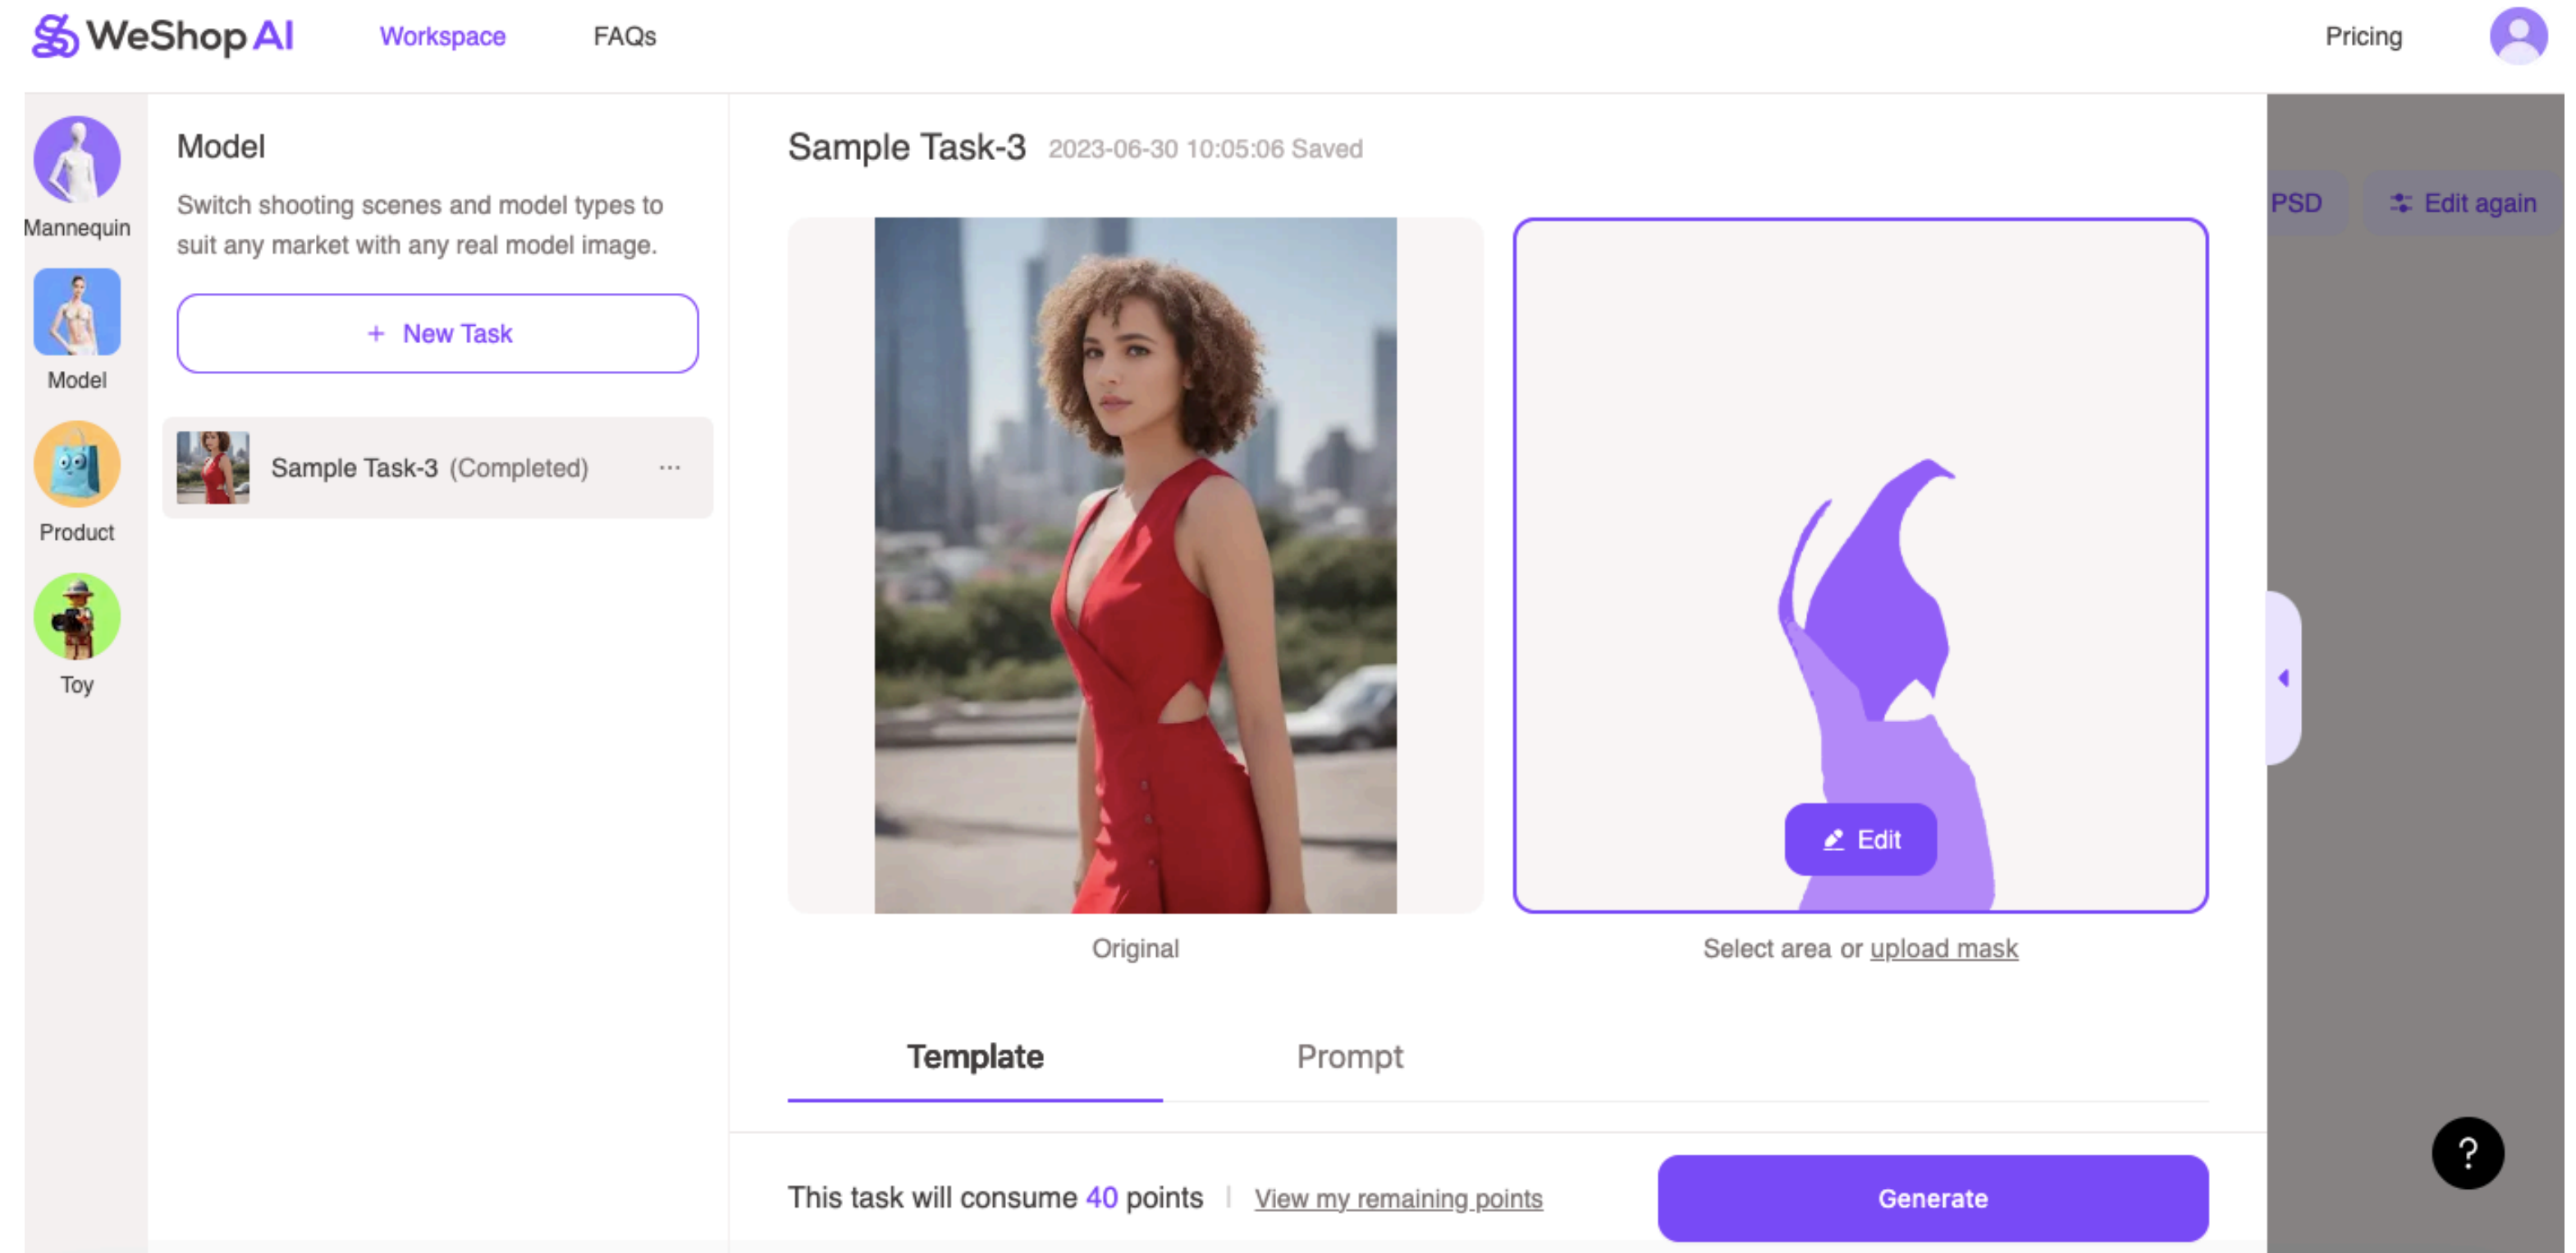 WeShop AI
Workspace
FAQs
Pricing
Mannequin
Model
Product
Toy
Model
Switch shooting scenes and model types to
suit any market with any real model image.
+ New Task
Sample Task-3 (Completed) ...
Sample Task-3 2023-06-30 10:05:06 Saved
PSD
Edit again
Edit
Original
Select area or upload mask
Template
Prompt
This task will consume 40 points | View my remaining points
Generate
?